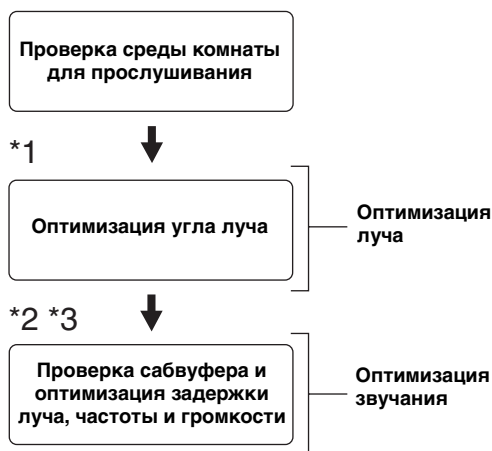 Проверка среды комнаты
для прослушивания
*1
Оптимизация угла луча
Оптимизация
луча
*2 *3
Проверка сабвуфера и
оптимизация задержки
луча, частоты и громкости
Оптимизация
звучания